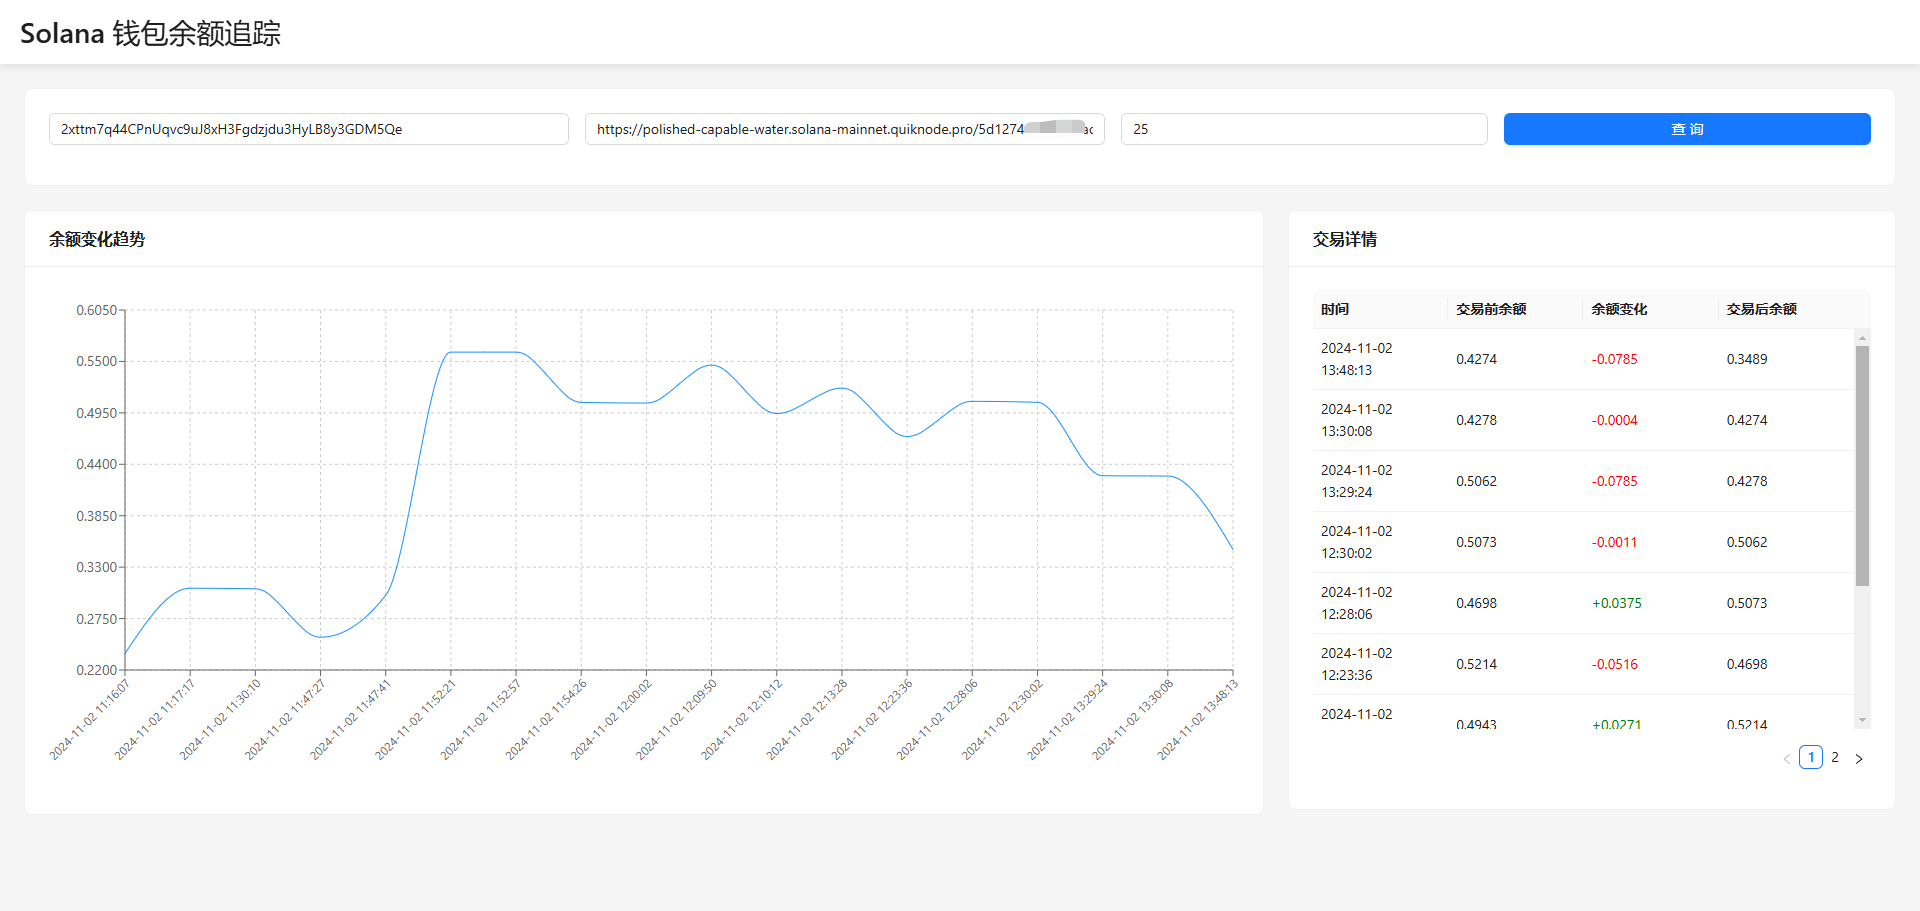 Solana 钱包余额追踪
2xttm7q44CPnUqvc9uJ8xH3Fgdzjdu3HyLB8y3GDM5Qe
https://polished-capable-water.solana-mainnet.quiknode.pro/5d1274
25
查 询
余额变化趋势
0.6050
0.5500
0.4950
0.4400
0.3850
0.3300
0.2750
0.2200
2024-11-02 11:16:07
2024-11-02 11:17:17
2024-11-02 11:30:10
2024-11-02 11:47:27
2024-11-02 11:47:41
2024-11-02 11:52:21
2024-11-02 11:52:57
2024-11-02 11:54:26
2024-11-02 12:00:02
2024-11-02 12:09:50
2024-11-02 12:10:12
2024-11-02 12:13:28
2024-11-02 12:23:36
2024-11-02 12:28:06
2024-11-02 12:30:02
2024-11-02 13:29:24
2024-11-02 13:30:08
2024-11-02 13:48:13
交易详情
时间 交易前余额 余额变化 交易后余额
2024-11-02
13:48:13 0.4274 -0.0785 0.3489
2024-11-02
13:30:08 0.4278 -0.0004 0.4274
2024-11-02
13:29:24 0.5062 -0.0785 0.4278
2024-11-02
12:30:02 0.5073 -0.0011 0.5062
2024-11-02
12:28:06 0.4698 +0.0375 0.5073
2024-11-02
12:23:36 0.5214 -0.0516 0.4698
2024-11-02
0.4943 +0.0271 0.5214
1 2